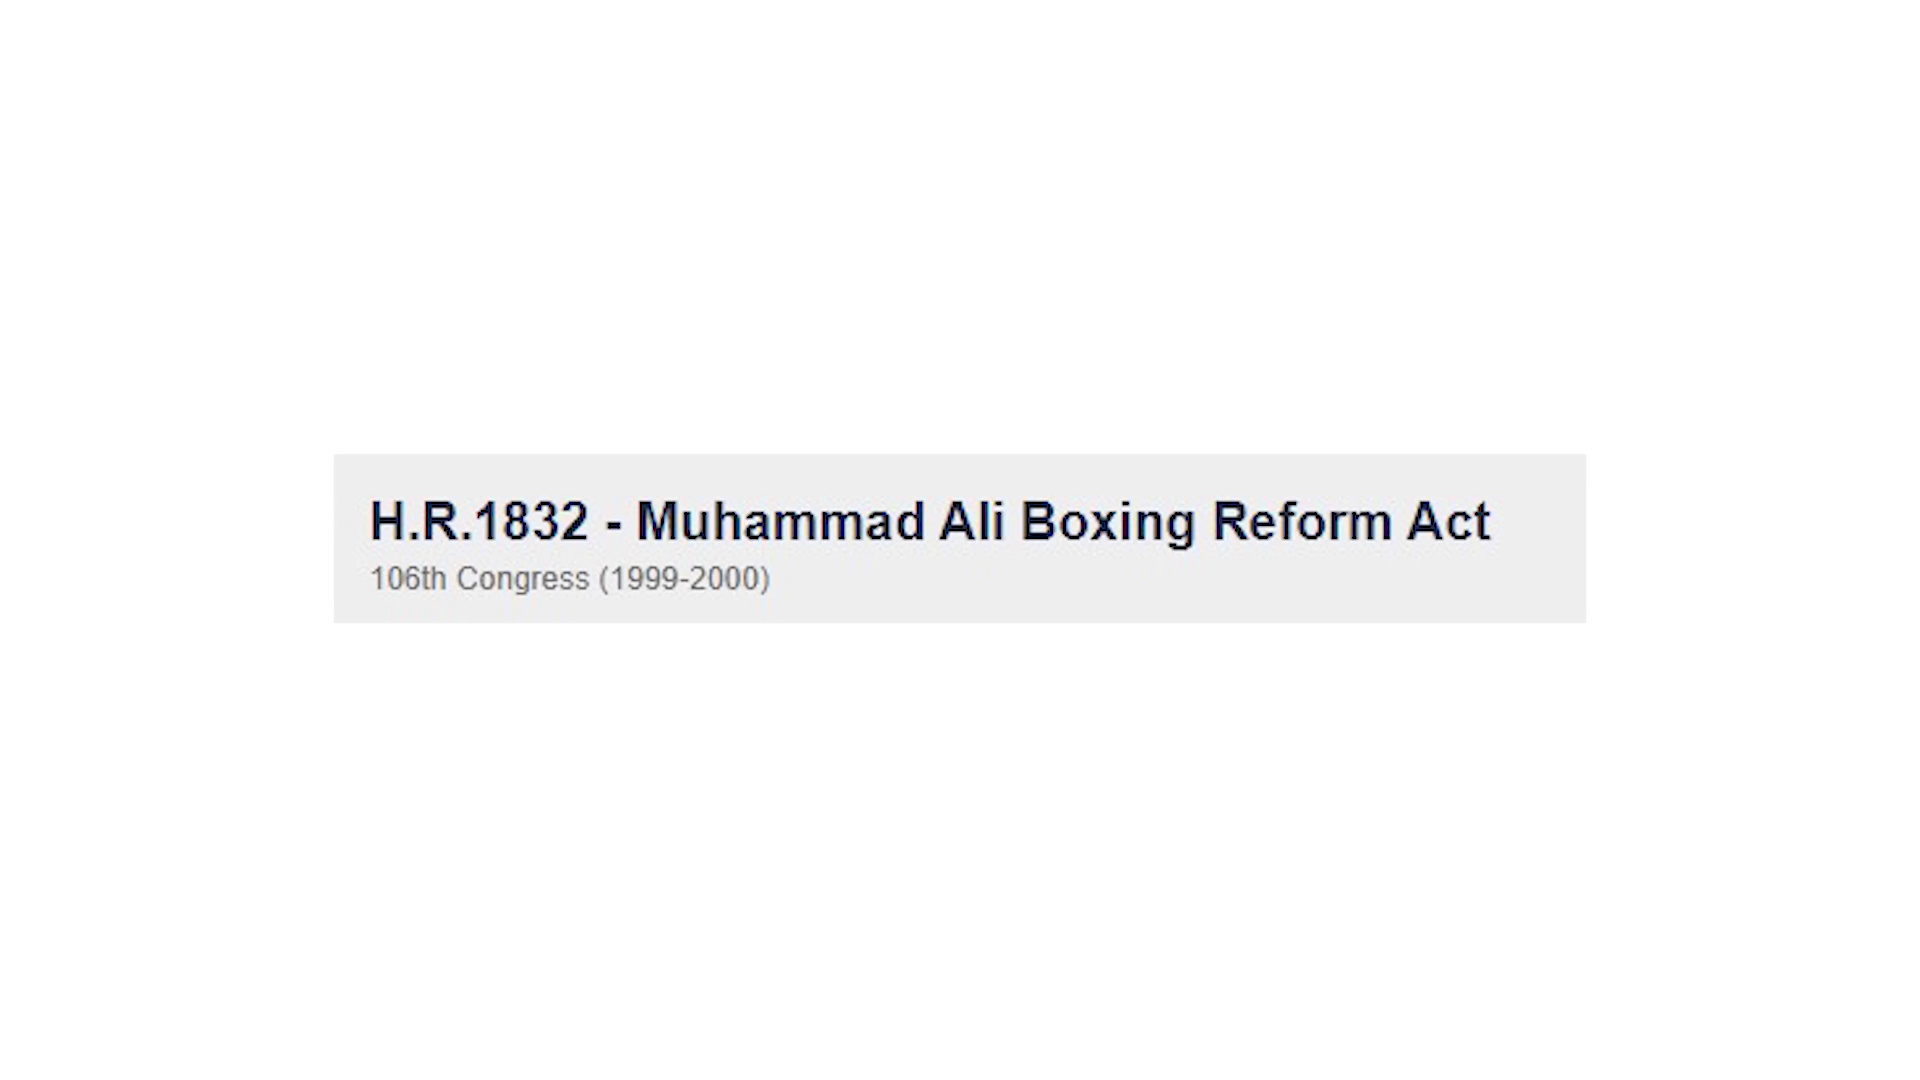 H.R.1832 - Muhammad Ali Boxing Reform Act
106th Congress (1999-2000)